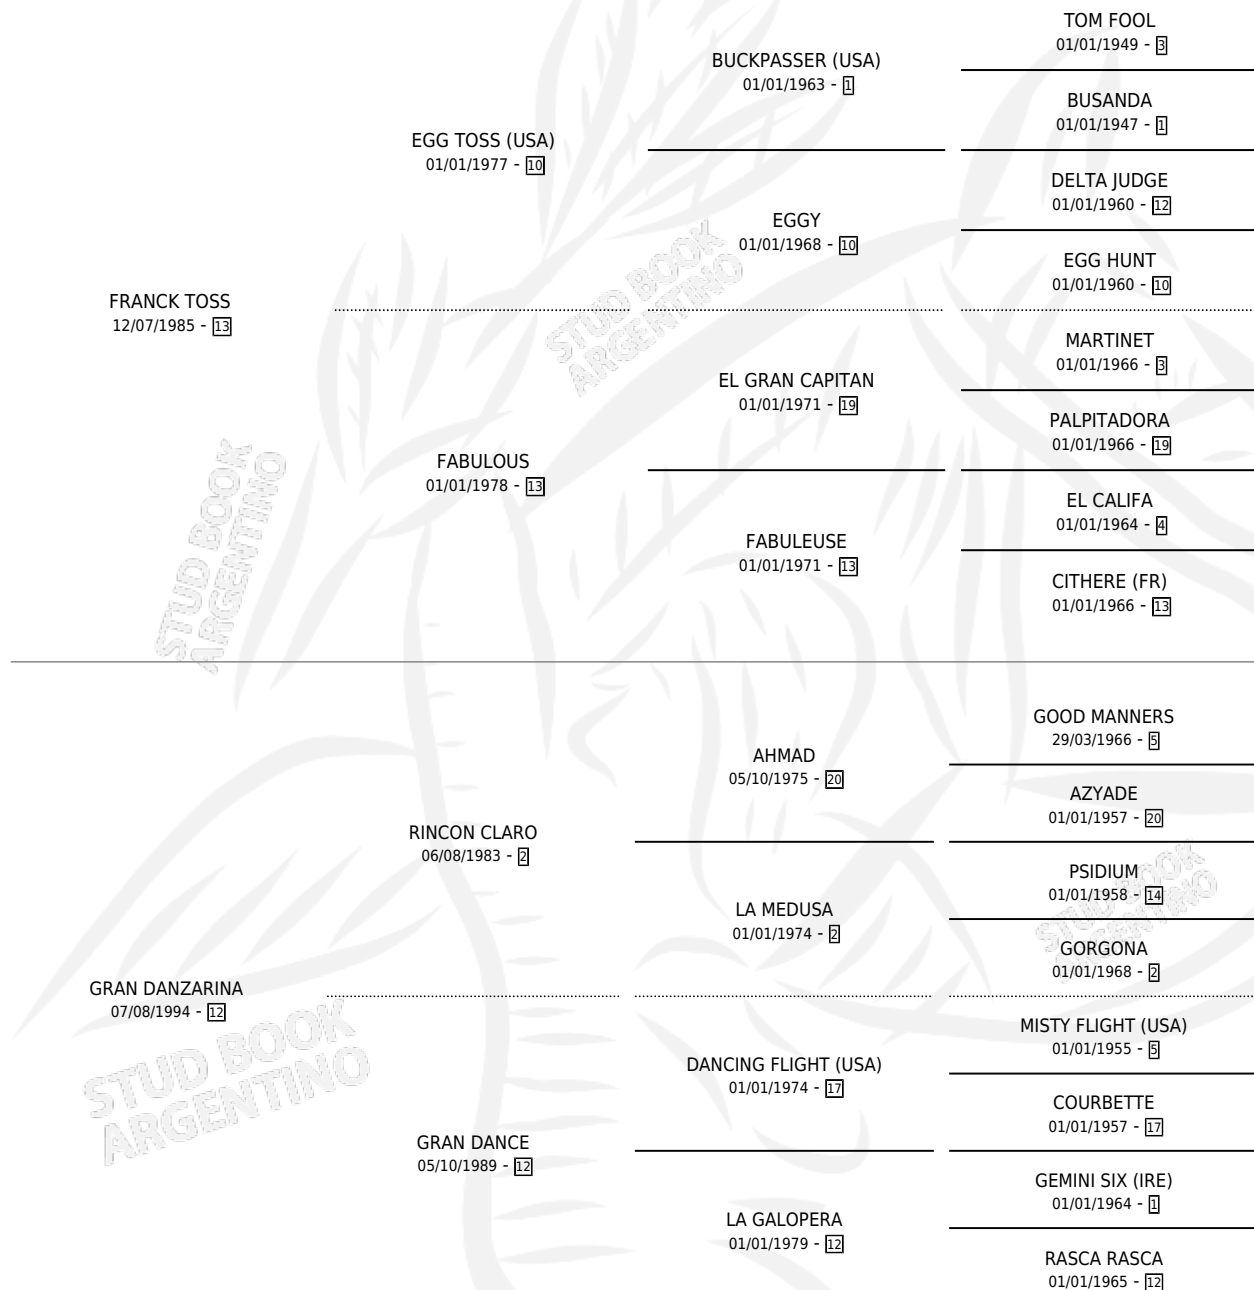 TOM FOOL
01/01/1949 - 3
BUCKPASSER (USA)
01/01/1963 - 1
BUSANDA
01/01/1947 - 1
EGG TOSS (USA)
01/01/1977 - 10
DELTA JUDGE
01/01/1960 - 12
EGGY
01/01/1968 - 10
EGG HUNT
01/01/1960 - 10
FRANCK TOSS
12/07/1985 - 13
MARTINET
01/01/1966 - 3
EL GRAN CAPITAN
01/01/1971 - 19
PALPITADORA
01/01/1966 - 19
FABULOUS
01/01/1978 - 13
EL CALIFA
01/01/1964 - 4
FABULEUSE
01/01/1971 - 13
CITHERE (FR)
01/01/1966 - 13
GOOD MANNERS
29/03/1966 - 5
AHMAD
05/10/1975 - 20
AZYADE
01/01/1957 - 20
RINCON CLARO
06/08/1983 - 2
PSIDIUM
01/01/1958 - 14
LA MEDUSA
01/01/1974 - 2
GORGONA
01/01/1968 - 2
GRAN DANZARINA
07/08/1994 - 12
MISTY FLIGHT (USA)
01/01/1955 - 5
DANCING FLIGHT (USA)
01/01/1974 - 17
COURBETTE
01/01/1957 - 17
GRAN DANCE
05/10/1989 - 12
GEMINI SIX (IRE)
01/01/1964 - 1
LA GALOPERA
01/01/1979 - 12
RASCA RASCA
01/01/1965 - 12
STUD BOOK
ARGENTINO
STUD BOOK
ARGENTINO
STUD BOOK
ARGENTINO
STUD BOOK
ARGENTINO